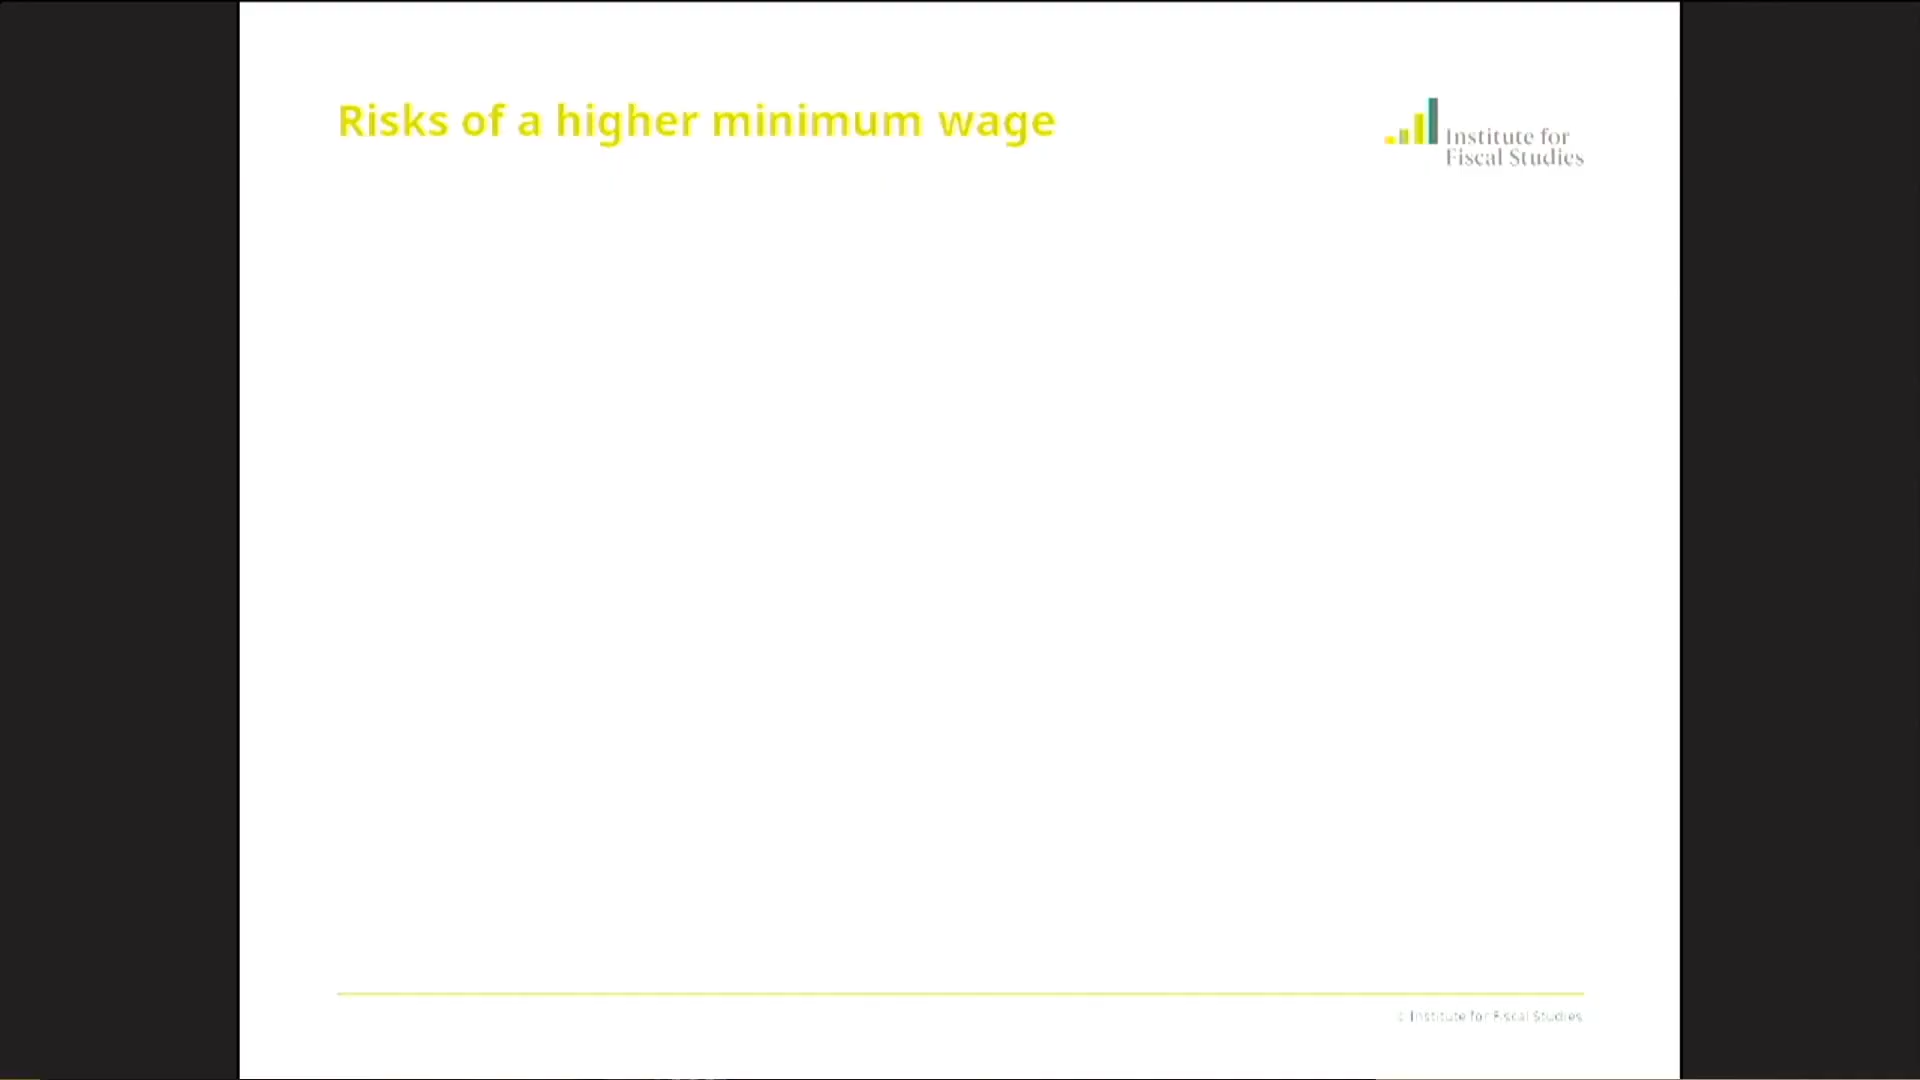 Risks of a higher minimum wage
Institute for
Fiscal Studies
© Institute for Fiscal Studies